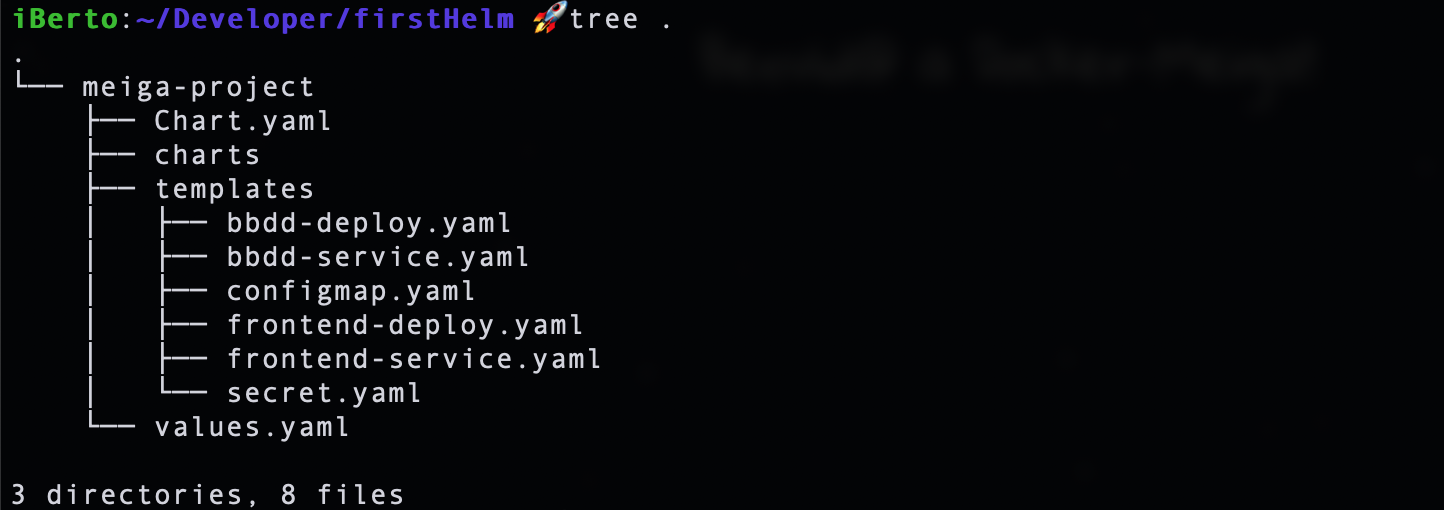 iBerto:~/Developer/firstHelm 🚀tree .
.
└── meiga-project
    ├── Chart.yaml
    ├── charts
    ├── templates
    │   ├── bbdd-deploy.yaml
    │   ├── bbdd-service.yaml
    │   ├── configmap.yaml
    │   ├── frontend-deploy.yaml
    │   ├── frontend-service.yaml
    │   └── secret.yaml
    └── values.yaml

3 directories, 8 files